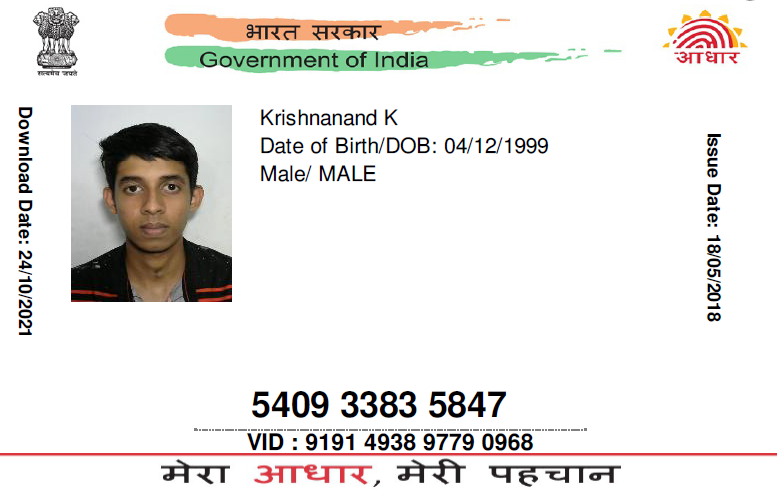 सत्यमेव जयते
भारत सरकार
Government of India
आधार
Download Date: 24/10/2021
Krishnanand K
Date of Birth/DOB: 04/12/1999
Male/ MALE
Issue Date: 18/05/2018
5409 3383 5847
VID : 9191 4938 9779 0968
मेरा आधार, मेरी पहचान